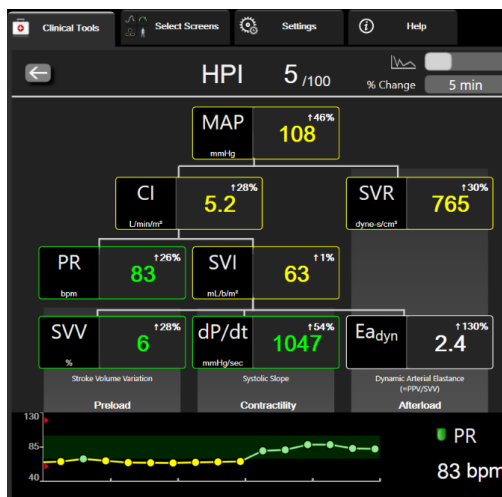 Clinical Tools
Select Screens
Settings
Help
HPI 5 /100
% Change 5 min
MAP
mmHg
108
↑46%
CI
L/min/m²
5.2
↑28%
SVR
dyne-s/cm⁵
765
↑30%
PR
bpm
83
↑26%
SVI
mL/b/m²
63
↑1%
SVV
%
6
↑28%
dP/dt
mmHg/sec
1047
↑54%
Eadyn
2.4
↑130%
Stroke Volume Variation
Systolic Slope
Dynamic Arterial Elastance
(=PPV/SVV)
Preload
Contractility
Afterload
130
85
40
PR
83 bpm